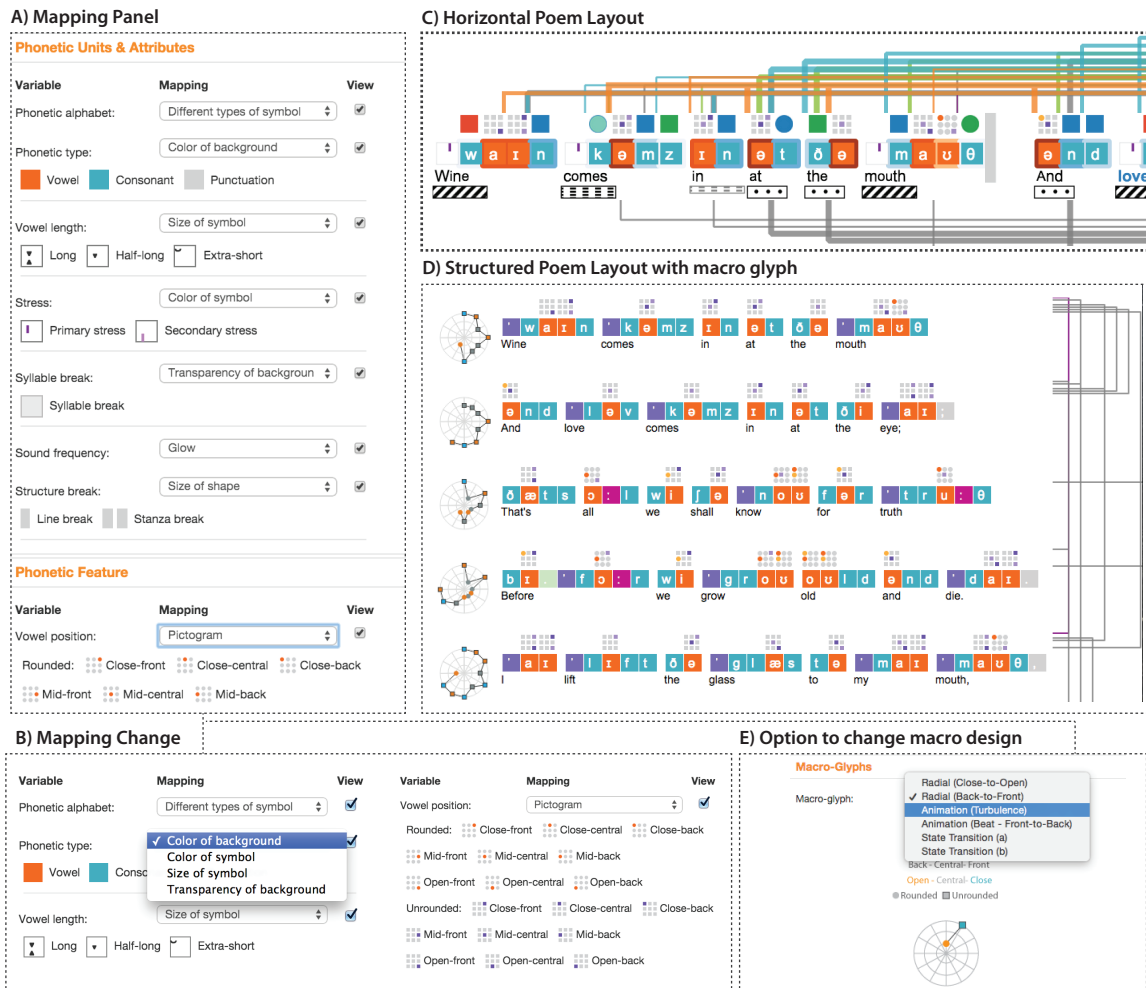 A) Mapping Panel
Phonetic Units & Attributes
Variable Mapping View
Phonetic alphabet: Different types of symbol
Phonetic type: Color of background
Vowel Consonant Punctuation
Vowel length: Size of symbol
Long Half-long Extra-short
Stress: Color of symbol
Primary stress Secondary stress
Syllable break: Transparency of backgroun
Syllable break
Sound frequency: Glow
Structure break: Size of shape
Line break Stanza break
Phonetic Feature
Variable Mapping View
Vowel position: Pictogram
Rounded: Close-front Close-central Close-back
Mid-front Mid-central Mid-back
C) Horizontal Poem Layout
ˈ w a ɪ n ˈ k ə m z ɪ n ə t ð ə ˈ m a ʊ θ ə n d
Wine comes in at the mouth And love
D) Structured Poem Layout with macro glyph
ˈ w a ɪ n ˈ k ə m z ɪ n ə t ð ə ˈ m a ʊ θ
Wine comes in at the mouth
ə n d ˈ l ə v ˈ k ə m z ɪ n ə t ð i ˈ a ɪ ;
And love comes in at the eye;
ð æ t s ɔ ː l w i ʃ ə ˈ n o ʊ f ə r ˈ t r u ː θ
That's all we shall know for truth
b ɪ . ˈ f ɔ ː r w i ˈ g r o ʊ o ʊ l d ə n d ˈ d a ɪ .
Before we grow old and die.
ˈ a ɪ ˈ l ɪ f t ð ə ˈ g l æ s t ə ˈ m a ɪ ˈ m a ʊ θ ,
I lift the glass to my mouth,
B) Mapping Change
Variable Mapping View
Phonetic alphabet: Different types of symbol
Phonetic type: ✓ Color of background
Color of symbol
Vowel Conso Size of symbol
Transparency of background
Vowel length: Size of symbol
Long Half-long Extra-short
Variable Mapping View
Vowel position: Pictogram
Rounded: Close-front Close-central Close-back
Mid-front Mid-central Mid-back
Open-front Open-central Open-back
Unrounded: Close-front Close-central Close-back
Mid-front Mid-central Mid-back
Open-front Open-central Open-back
E) Option to change macro design
Macro-Glyphs
Macro-glyph:
Radial (Close-to-Open)
✓ Radial (Back-to-Front)
Animation (Turbulence)
Animation (Beat - Front-to-Back)
State Transition (a)
State Transition (b)
Back - Central- Front
Open - Central- Close
Rounded Unrounded